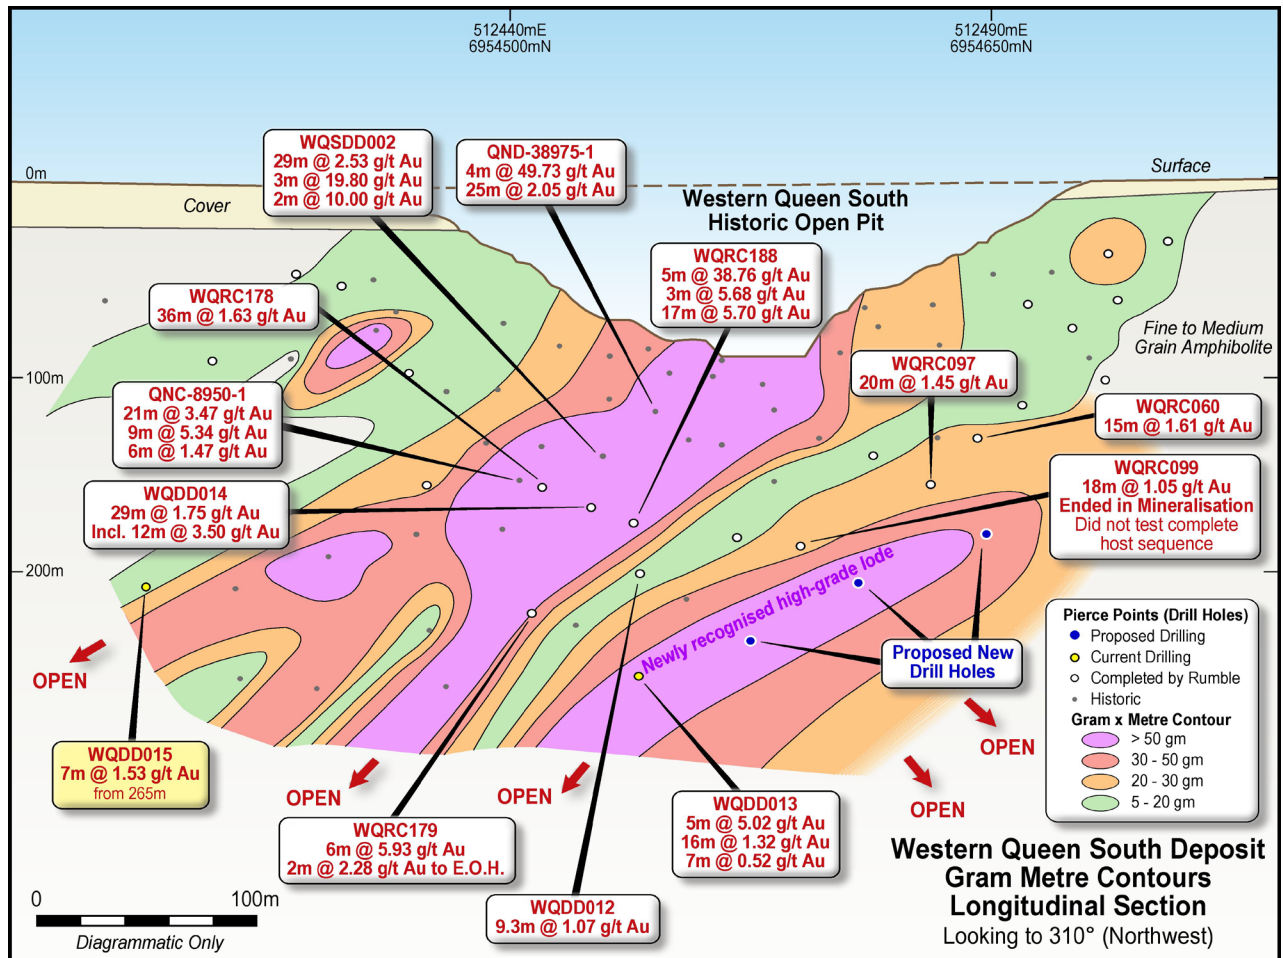 512440mE
6954500mN
512490mE
6954650mN
0m
Cover
WQSDD002
29m @ 2.53 g/t Au
3m @ 19.80 g/t Au
2m @ 10.00 g/t Au
QND-38975-1
4m @ 49.73 g/t Au
25m @ 2.05 g/t Au
Western Queen South
Historic Open Pit
Surface
WQRC188
5m @ 38.76 g/t Au
3m @ 5.68 g/t Au
17m @ 5.70 g/t Au
WQRC178
36m @ 1.63 g/t Au
Fine to Medium
Grain Amphibolite
100m
WQRC097
20m @ 1.45 g/t Au
QNC-8950-1
21m @ 3.47 g/t Au
9m @ 5.34 g/t Au
6m @ 1.47 g/t Au
WQRC060
15m @ 1.61 g/t Au
WQDD014
29m @ 1.75 g/t Au
Incl. 12m @ 3.50 g/t Au
WQRC099
18m @ 1.05 g/t Au
Ended in Mineralisation
Did not test complete
host sequence
200m
Newly recognised high-grade lode
Proposed New
Drill Holes
Pierce Points (Drill Holes)
Proposed Drilling
Current Drilling
Completed by Rumble
Historic
Gram x Metre Contour
> 50 gm
30 - 50 gm
20 - 30 gm
5 - 20 gm
OPEN
OPEN
OPEN
OPEN
OPEN
WQDD015
7m @ 1.53 g/t Au
from 265m
WQRC179
6m @ 5.93 g/t Au
2m @ 2.28 g/t Au to E.O.H.
WQDD013
5m @ 5.02 g/t Au
16m @ 1.32 g/t Au
7m @ 0.52 g/t Au
WQDD012
9.3m @ 1.07 g/t Au
0 100m
Diagrammatic Only
Western Queen South Deposit
Gram Metre Contours
Longitudinal Section
Looking to 310° (Northwest)